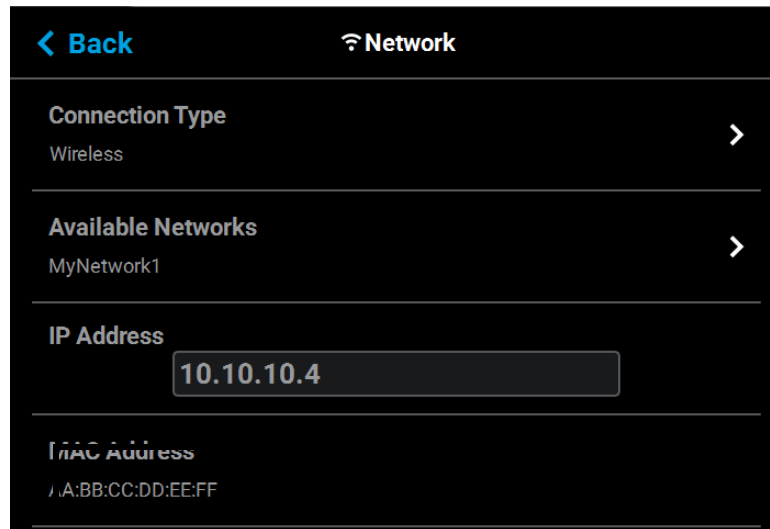 Back
Network
Connection Type
Wireless
Available Networks
MyNetwork1
IP Address
10.10.10.4
MAC Address
AA:BB:CC:DD:EE:FF